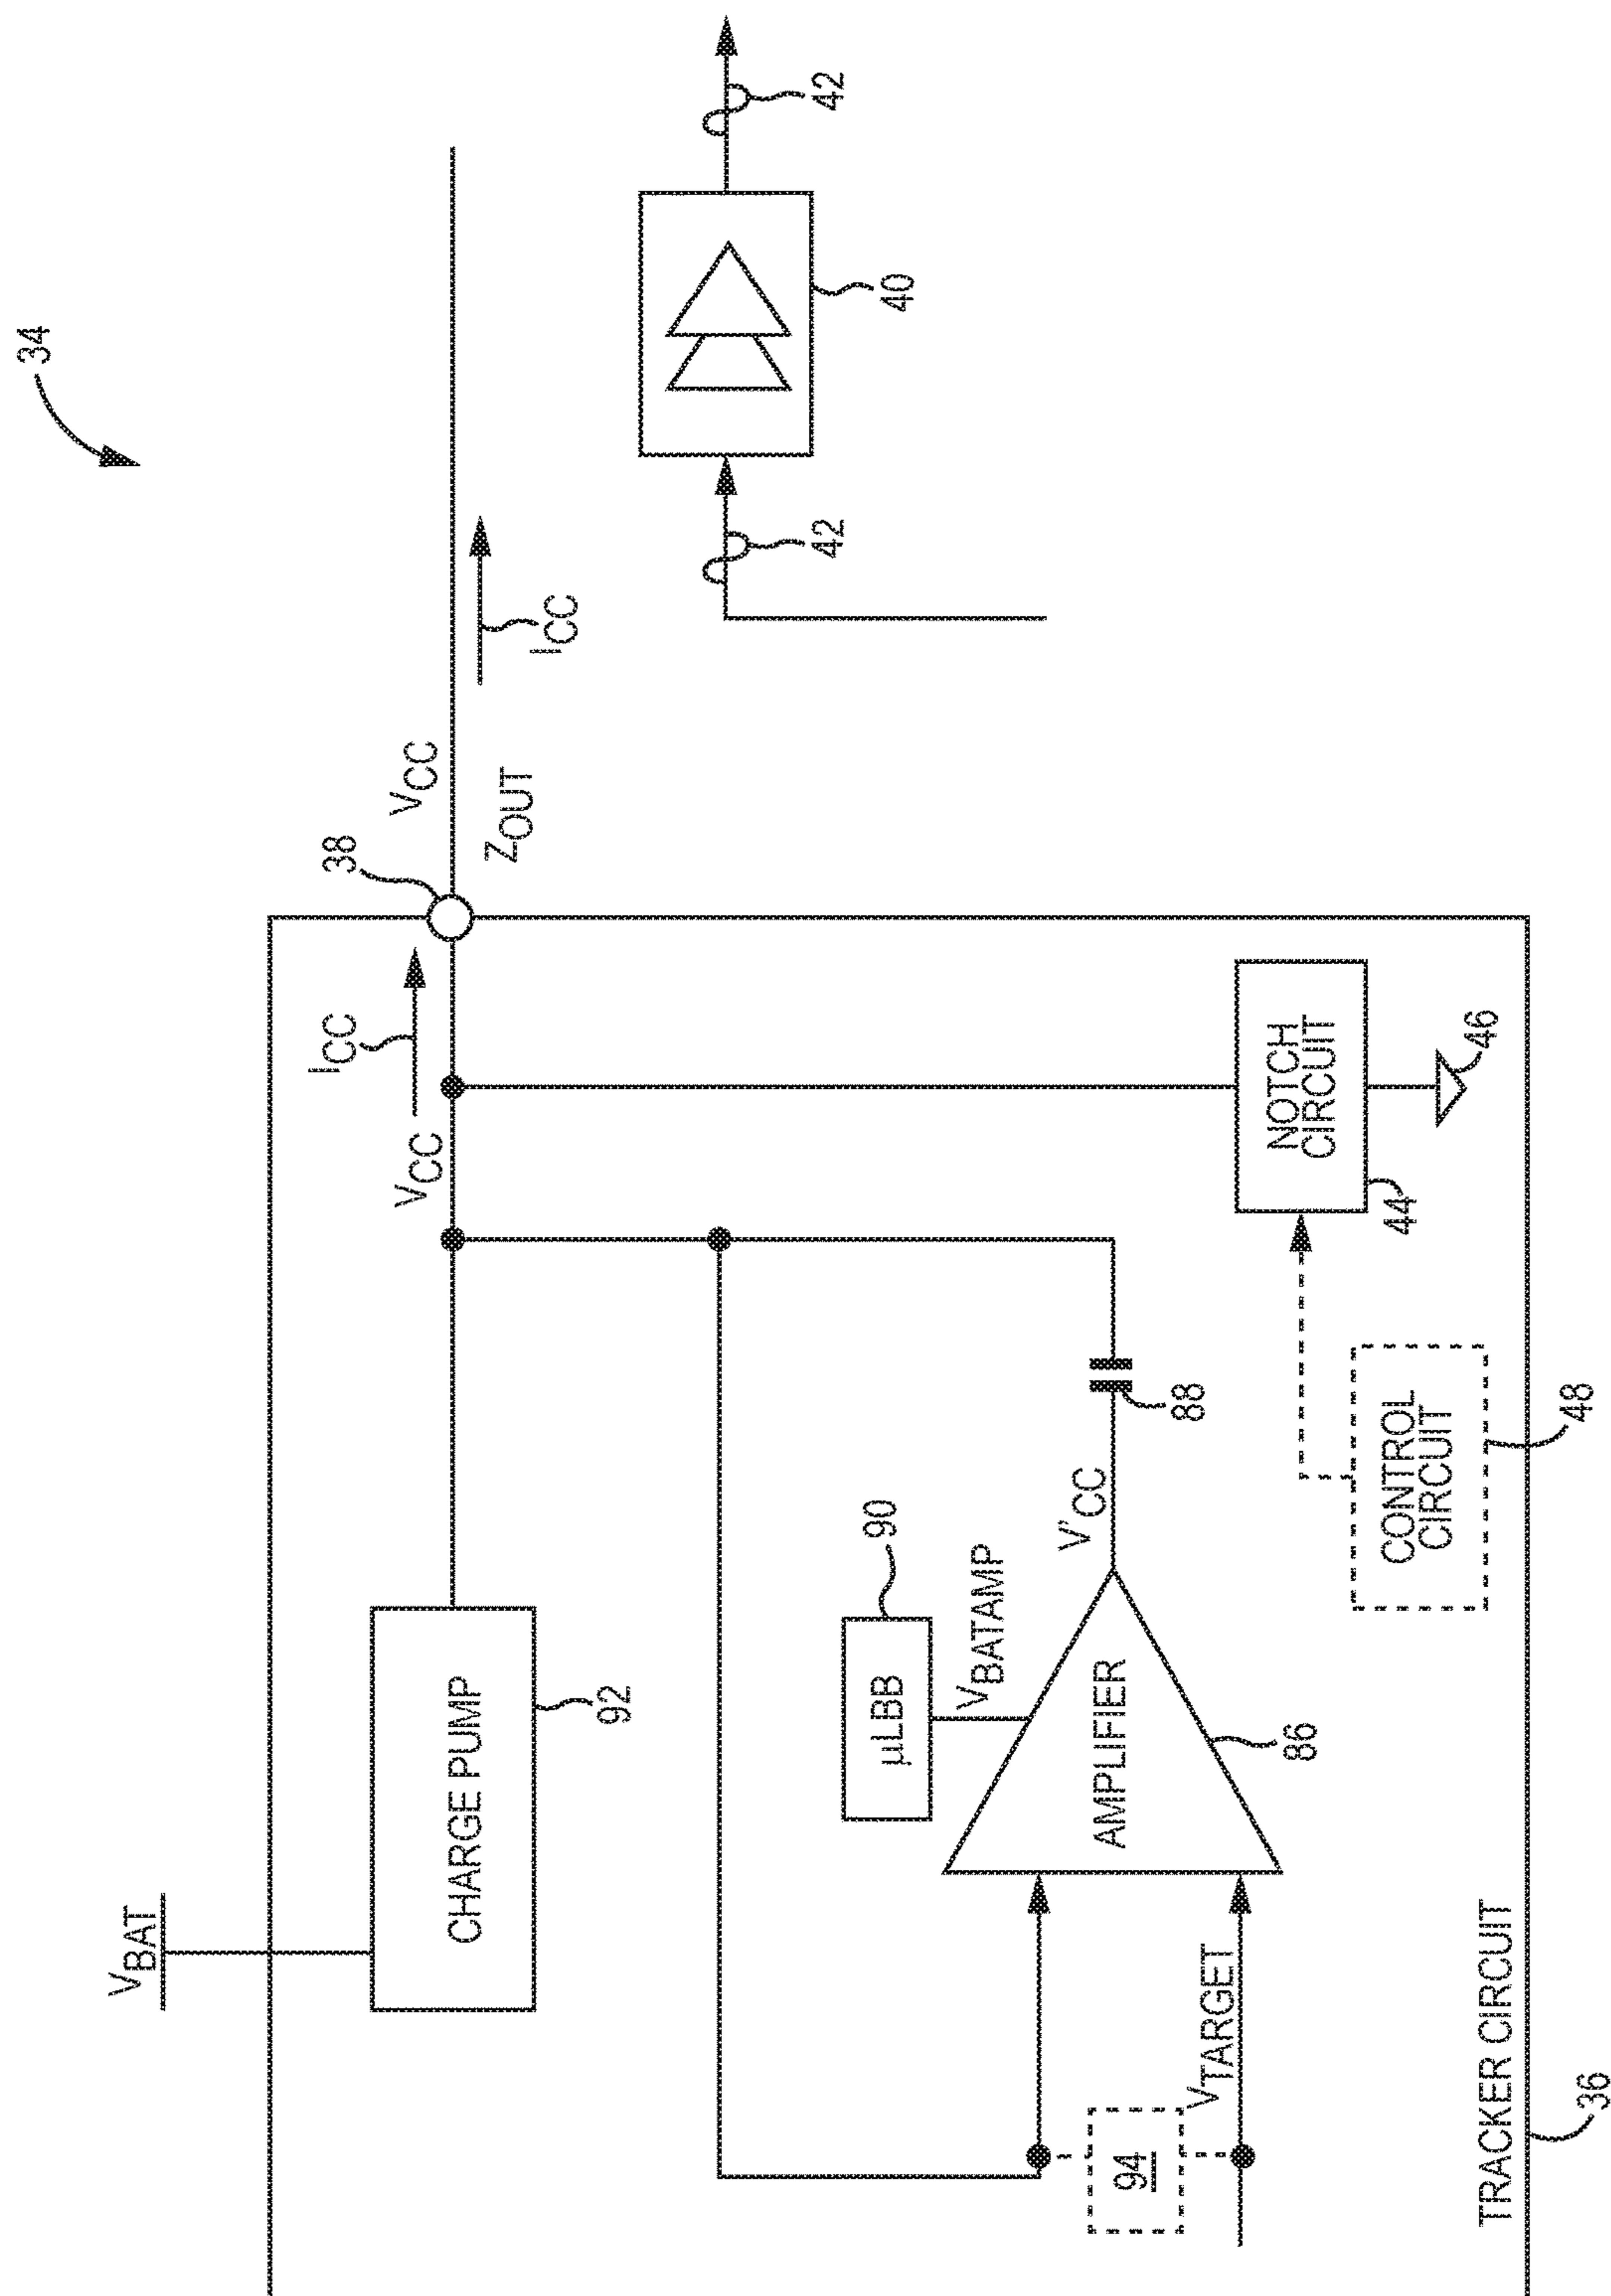 34
VBAT
CHARGE PUMP
92
VCC
ICC
38
VCC
ZOUT
ICC
42
40
42
µLBB
90
VBATAMP
AMPLIFIER
86
V'CC
88
94
VTARGET
NOTCH
CIRCUIT
44
46
CONTROL
CIRCUIT
48
TRACKER CIRCUIT
36